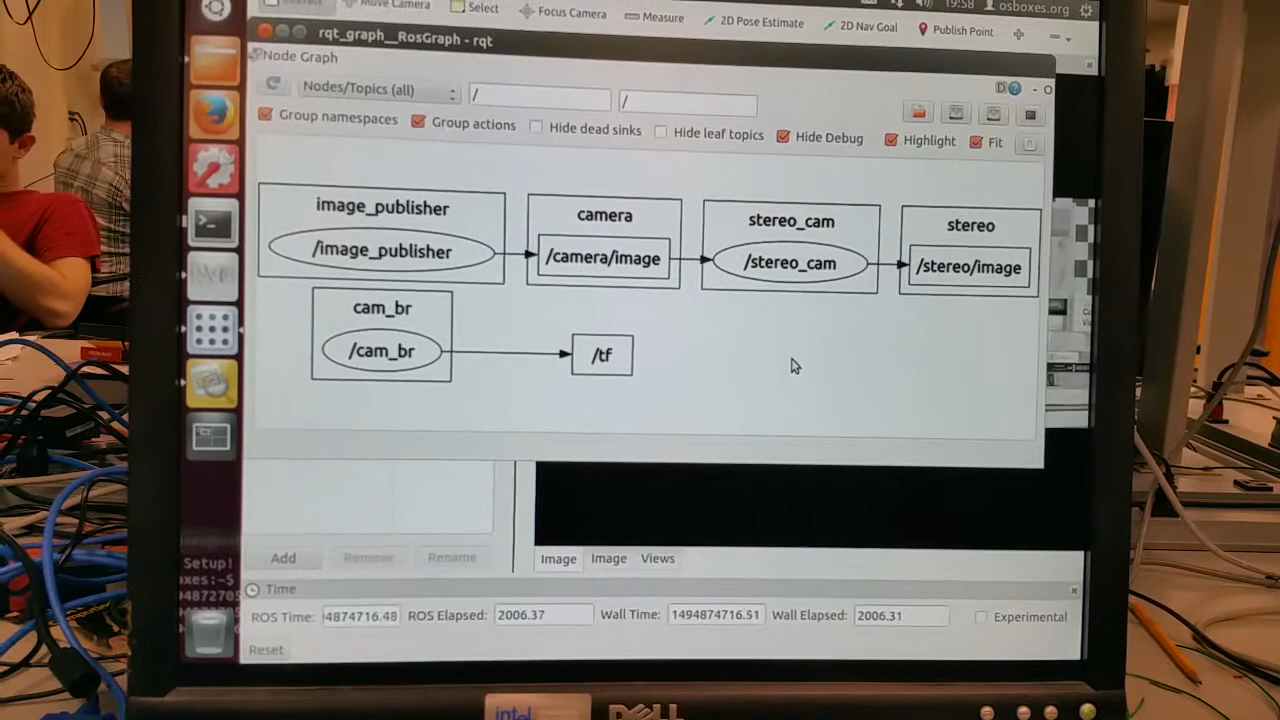 Move Camera Select Focus Camera Measure 2D Pose Estimate 2D Nav Goal Publish Point
19:58 osboxes.org
rqt_graph__RosGraph - rqt
Node Graph
Nodes/Topics (all) / /
D ? - O
Group namespaces Group actions Hide dead sinks Hide leaf topics Hide Debug Highlight Fit
image_publisher camera stereo_cam stereo
/image_publisher /camera/image /stereo_cam /stereo/image
cam_br
/cam_br /tf
Add Remove Rename
Image Image Views
Setup!
oxes:~$
94872705
Time
ROS Time: 4874716.48 ROS Elapsed: 2006.37 Wall Time: 1494874716.51 Wall Elapsed: 2006.31 Experimental
Reset
intel DELL